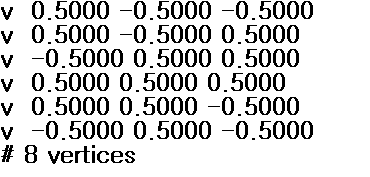 v  0.5000 -0.5000 -0.5000
v  0.5000 -0.5000 0.5000
v  -0.5000 0.5000 0.5000
v  0.5000 0.5000 0.5000
v  0.5000 0.5000 -0.5000
v  -0.5000 0.5000 -0.5000
# 8 vertices